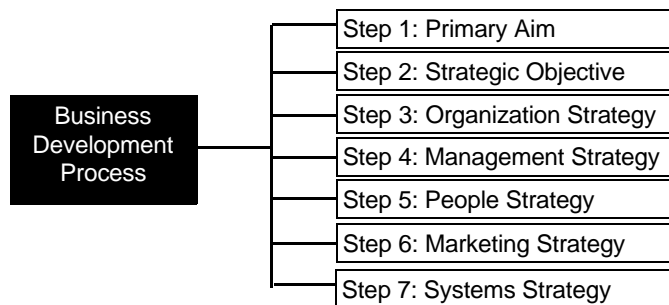 Business
Development
Process
Step 1: Primary Aim
Step 2: Strategic Objective
Step 3: Organization Strategy
Step 4: Management Strategy
Step 5: People Strategy
Step 6: Marketing Strategy
Step 7: Systems Strategy